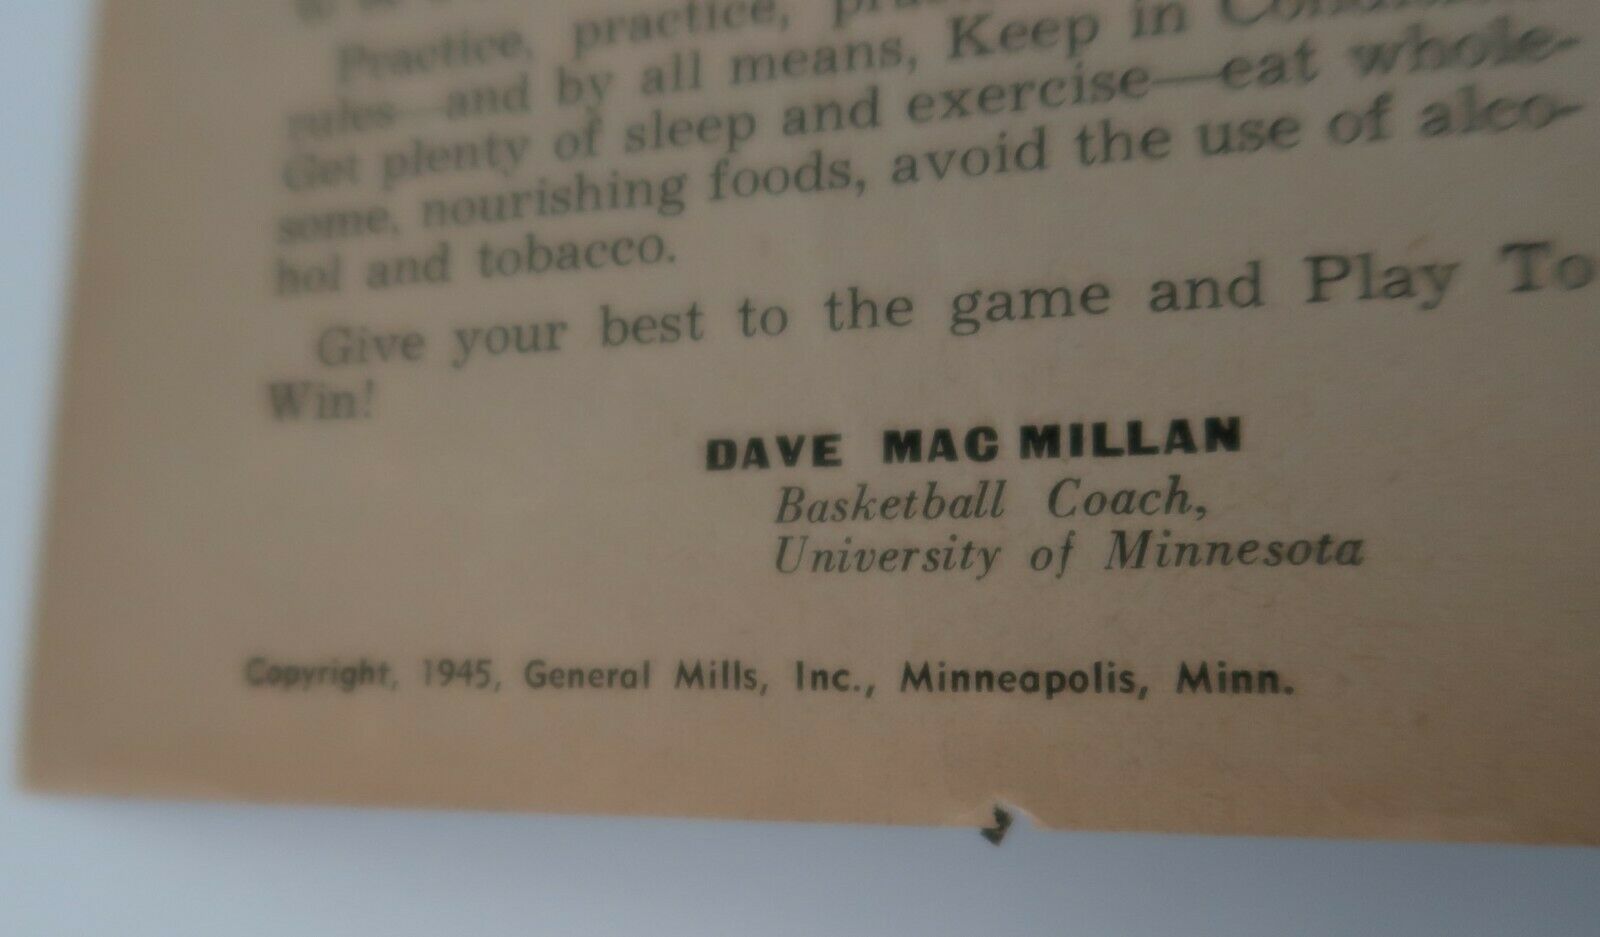 Practice, practice,
rules—and by all means, Keep in
Get plenty of sleep and exercise—eat whole-
some, nourishing foods, avoid the use of alco-
hol and tobacco.
Give your best to the game and Play To
Win!
DAVE MAC MILLAN
Basketball Coach,
University of Minnesota
Copyright, 1945, General Mills, Inc., Minneapolis, Minn.